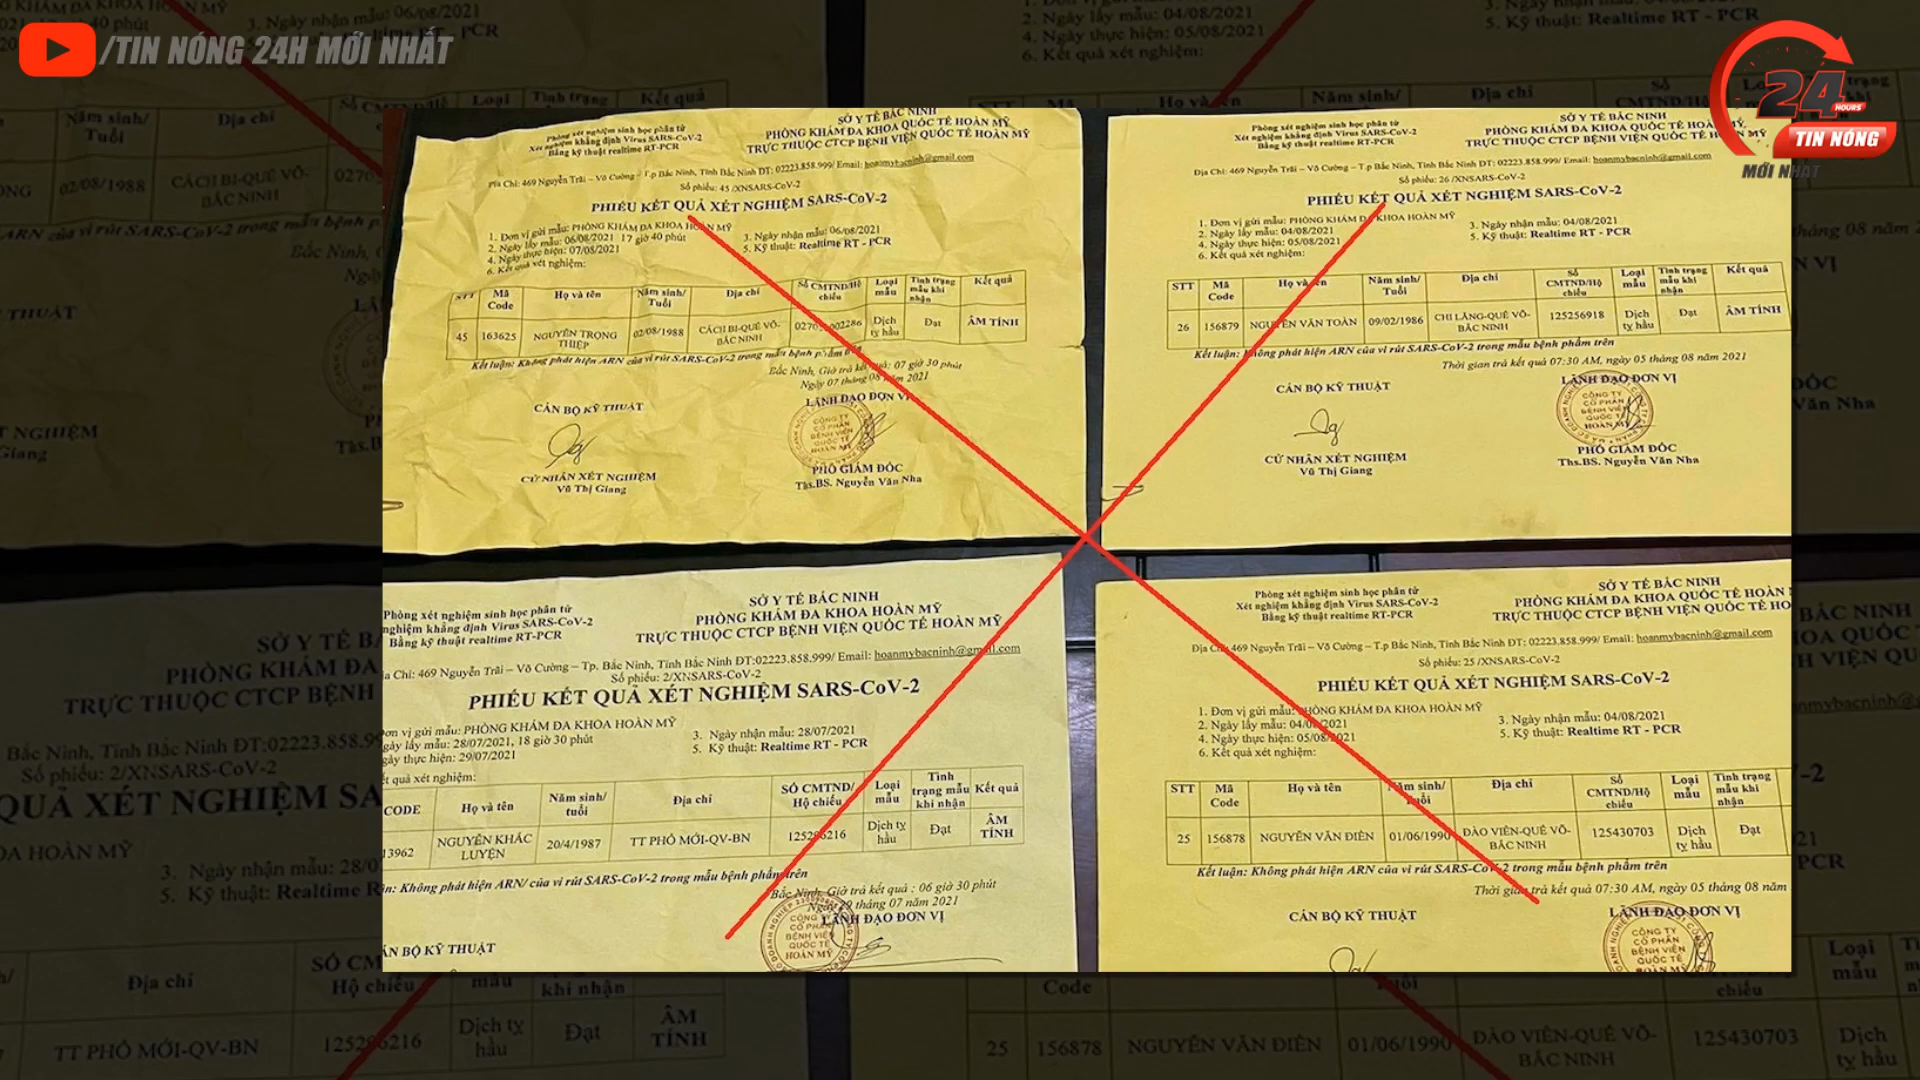 /TIN NÓNG 24H MỚI NHẤT
24
HOURS
TIN NÓNG
MỚI NHẤT
Phòng xét nghiệm sinh học phân tử
Xét nghiệm khẳng định Virus SARS-CoV-2
Bằng kỹ thuật realtime RT-PCR
SỞ Y TẾ BẮC NINH
PHÒNG KHÁM ĐA KHOA QUỐC TẾ HOÀN MỸ
TRỰC THUỘC CTCP BỆNH VIỆN QUỐC TẾ HOÀN MỸ
Địa Chỉ: 469 Nguyễn Trãi – Võ Cường – T.p Bắc Ninh, Tỉnh Bắc Ninh ĐT: 02223.858.999/ Email: hoanmybacninh@gmail.com
Số phiếu: 45 /XNSARS-CoV-2
PHIẾU KẾT QUẢ XÉT NGHIỆM SARS-CoV-2
1. Đơn vị gửi mẫu: PHÒNG KHÁM ĐA KHOA HOÀN MỸ
2. Ngày lấy mẫu: 06/08/2021 17 giờ 40 phút
3. Ngày nhận mẫu: 06/08/2021
4. Ngày thực hiện: 07/08/2021
5. Kỹ thuật: Realtime RT - PCR
6. Kết quả xét nghiệm:
STT Mã Code Họ và tên Năm sinh/ Tuổi Địa chỉ Số CMTND/Hộ chiếu Loại mẫu Tình trạng mẫu khi nhận Kết quả
45 163625 NGUYỄN TRỌNG THIỆP 02/08/1988 CÁCH BI-QUẾ VÕ-BẮC NINH Dịch tỵ hầu Đạt ÂM TÍNH
Kết luận: Không phát hiện ARN của vi rút SARS-CoV-2 trong mẫu bệnh phẩm trên
Bắc Ninh, Giờ trả kết quả: 07 giờ 30 phút
Ngày 07 tháng 08 năm 2021
CÁN BỘ KỸ THUẬT
LÃNH ĐẠO ĐƠN VỊ
CÔNG TY
CỔ PHẦN
BỆNH VIỆN
QUỐC TẾ
HOÀN MỸ
CỬ NHÂN XÉT NGHIỆM
Vũ Thị Giang
PHÓ GIÁM ĐỐC
Ths.BS. Nguyễn Văn Nha
Phòng xét nghiệm sinh học phân tử
Xét nghiệm khẳng định Virus SARS-CoV-2
Bằng kỹ thuật realtime RT-PCR
SỞ Y TẾ BẮC NINH
PHÒNG KHÁM ĐA KHOA QUỐC TẾ HOÀN MỸ
TRỰC THUỘC CTCP BỆNH VIỆN QUỐC TẾ HOÀN MỸ
Địa Chỉ: 469 Nguyễn Trãi – Võ Cường – T.p Bắc Ninh, Tỉnh Bắc Ninh ĐT: 02223.858.999/ Email: hoanmybacninh@gmail.com
Số phiếu: 26 /XNSARS-CoV-2
PHIẾU KẾT QUẢ XÉT NGHIỆM SARS-CoV-2
1. Đơn vị gửi mẫu: PHÒNG KHÁM ĐA KHOA HOÀN MỸ
2. Ngày lấy mẫu: 04/08/2021
3. Ngày nhận mẫu: 04/08/2021
4. Ngày thực hiện: 05/08/2021
5. Kỹ thuật: Realtime RT - PCR
6. Kết quả xét nghiệm:
STT Mã Code Họ và tên Năm sinh/ Tuổi Địa chỉ Số CMTND/Hộ chiếu Loại mẫu Tình trạng mẫu khi nhận Kết quả
26 156879 NGUYỄN VĂN TOÀN 09/02/1986 CHI LĂNG-QUẾ VÕ-BẮC NINH 125256918 Dịch tỵ hầu Đạt ÂM TÍNH
Kết luận: Không phát hiện ARN của vi rút SARS-CoV-2 trong mẫu bệnh phẩm trên
Thời gian trả kết quả 07:30 AM, ngày 05 tháng 08 năm 2021
CÁN BỘ KỸ THUẬT
LÃNH ĐẠO ĐƠN VỊ
CÔNG TY
CỔ PHẦN
BỆNH VIỆN
QUỐC TẾ
HOÀN MỸ
CỬ NHÂN XÉT NGHIỆM
Vũ Thị Giang
PHÓ GIÁM ĐỐC
Ths.BS. Nguyễn Văn Nha
Phòng xét nghiệm sinh học phân tử
nghiệm khẳng định Virus SARS-CoV-2
Bằng kỹ thuật realtime RT-PCR
SỞ Y TẾ BẮC NINH
PHÒNG KHÁM ĐA KHOA HOÀN MỸ
TRỰC THUỘC CTCP BỆNH VIỆN QUỐC TẾ HOÀN MỸ
Chỉ: 469 Nguyễn Trãi – Võ Cường – Tp. Bắc Ninh, Tỉnh Bắc Ninh ĐT:02223.858.999/ Email: hoanmybacninh@gmail.com
Số phiếu: 2/XNSARS-CoV-2
PHIẾU KẾT QUẢ XÉT NGHIỆM SARS-CoV-2
vị gửi mẫu: PHÒNG KHÁM ĐA KHOA HOÀN MỸ
lấy mẫu: 28/07/2021, 18 giờ 30 phút
3. Ngày nhận mẫu: 28/07/2021
thực hiện: 29/07/2021
5. Kỹ thuật: Realtime RT - PCR
quả xét nghiệm:
CODE Họ và tên Năm sinh/ tuổi Địa chỉ SỐ CMTND/ Hộ chiếu Loại mẫu Tình trạng mẫu khi nhận Kết quả
13962 NGUYỄN KHẮC LUYỆN 20/4/1987 TT PHỐ MỚI-QV-BN Dịch tỵ hầu Đạt ÂM TÍNH
Không phát hiện ARN/ của vi rút SARS-CoV-2 trong mẫu bệnh phẩm trên
Bắc Ninh, Giờ trả kết quả : 06 giờ 30 phút
Ngày 29 tháng 07 năm 2021
BỘ KỸ THUẬT
LÃNH ĐẠO ĐƠN VỊ
CÔNG TY
CỔ PHẦN
BỆNH VIỆN
QUỐC TẾ
HOÀN MỸ
Phòng xét nghiệm sinh học phân tử
Xét nghiệm khẳng định Virus SARS-CoV-2
Bằng kỹ thuật realtime RT-PCR
SỞ Y TẾ BẮC NINH
PHÒNG KHÁM ĐA KHOA QUỐC TẾ HOÀN
TRỰC THUỘC CTCP BỆNH VIỆN QUỐC TẾ HO
Địa Chỉ: 469 Nguyễn Trãi – Võ Cường – T.p Bắc Ninh, Tỉnh Bắc Ninh ĐT: 02223.858.999/ Email: hoanmybacninh@gmail.com
Số phiếu: 25 /XNSARS-CoV-2
PHIẾU KẾT QUẢ XÉT NGHIỆM SARS-CoV-2
1. Đơn vị gửi mẫu: PHÒNG KHÁM ĐA KHOA HOÀN MỸ
2. Ngày lấy mẫu: 04/08/2021
3. Ngày nhận mẫu: 04/08/2021
4. Ngày thực hiện: 05/08/2021
5. Kỹ thuật: Realtime RT - PCR
6. Kết quả xét nghiệm:
STT Mã Code Họ và tên Năm sinh/ Tuổi Địa chỉ Số CMTND/Hộ chiếu Loại mẫu Tình trạng mẫu khi nhận
25 156878 NGUYỄN VĂN ĐIỀN 01/06/1990 ĐÀO VIÊN-QUẾ VÕ-BẮC NINH 125430703 Dịch tỵ hầu Đạt
Kết luận: Không phát hiện ARN của vi rút SARS-CoV-2 trong mẫu bệnh phẩm trên
Thời gian trả kết quả 07:30 AM, ngày 05 tháng 08 năm
CÁN BỘ KỸ THUẬT
LÃNH ĐẠO ĐƠN VỊ
CÔNG TY
CỔ PHẦN
BỆNH VIỆN
QUỐC TẾ